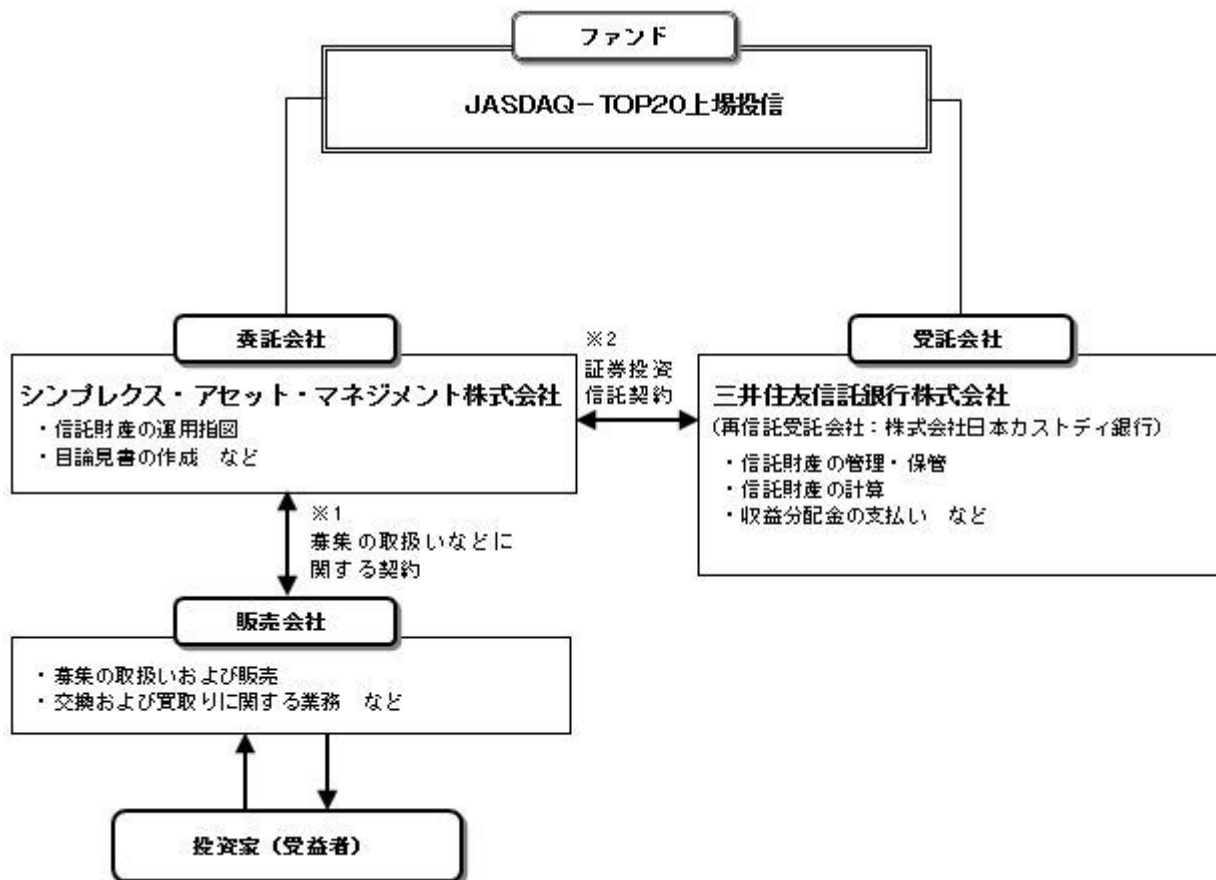 ファンド
JASDAQ－TOP20上場投信
委託会社
シンプレクス・アセット・マネジメント株式会社
・信託財産の運用指図
・目論見書の作成　など
※2
証券投資
信託契約
受託会社
三井住友信託銀行株式会社
(再信託受託会社：株式会社日本カストディ銀行)
・信託財産の管理・保管
・信託財産の計算
・収益分配金の支払い　など
※1
募集の取扱いなどに
関する契約
販売会社
・募集の取扱いおよび販売
・交換および買取りに関する業務　など
投資家（受益者）